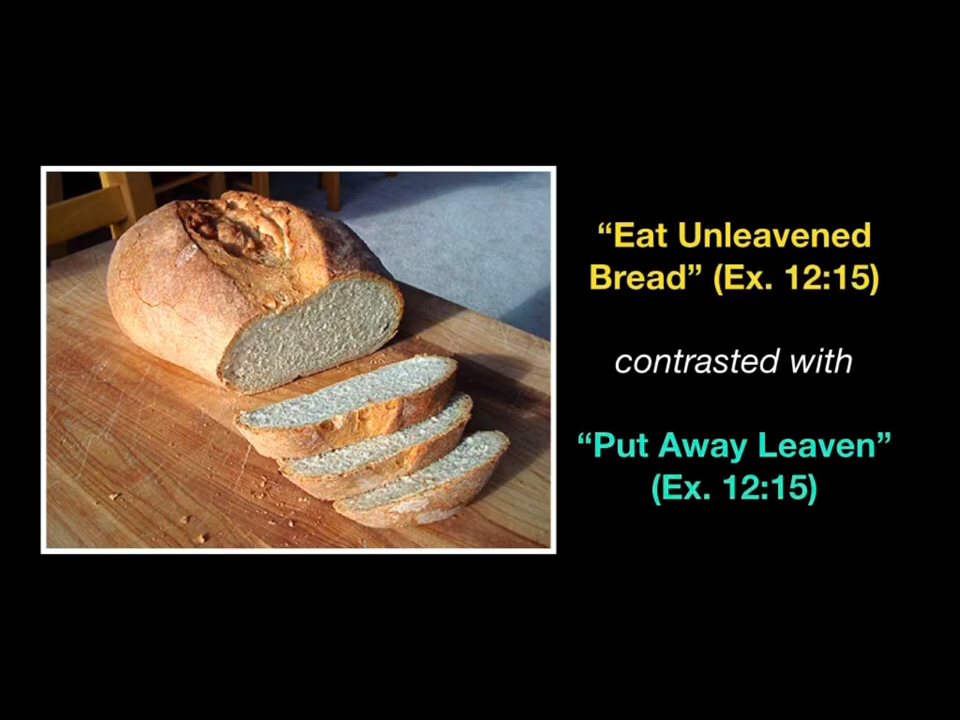 “Eat Unleavened
Bread” (Ex. 12:15)
contrasted with
“Put Away Leaven”
(Ex. 12:15)